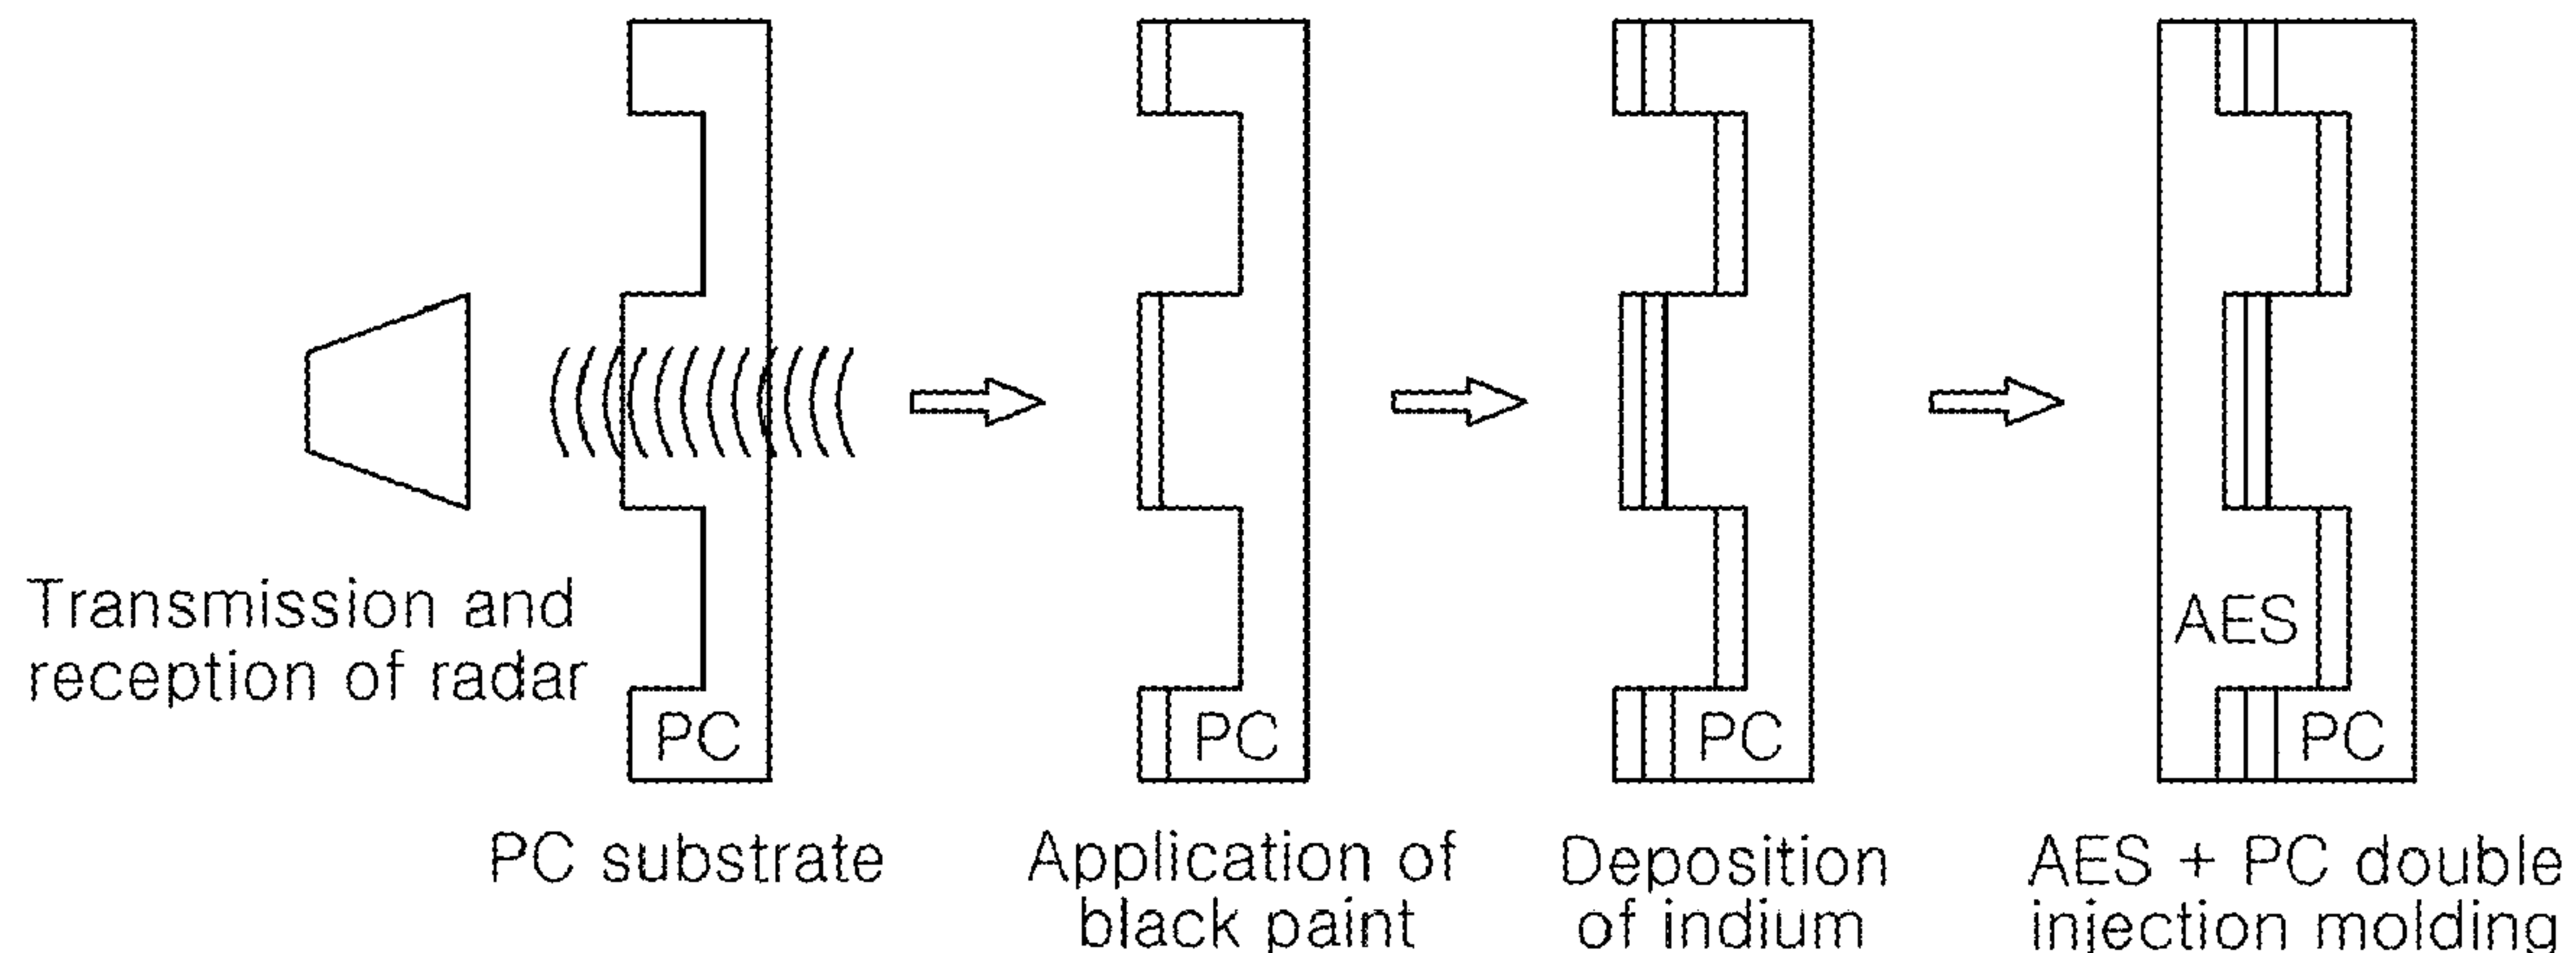 Transmission and
reception of radar
PC
PC substrate
PC
Application of
black paint
PC
Deposition
of indium
AES
PC
AES + PC double
injection molding